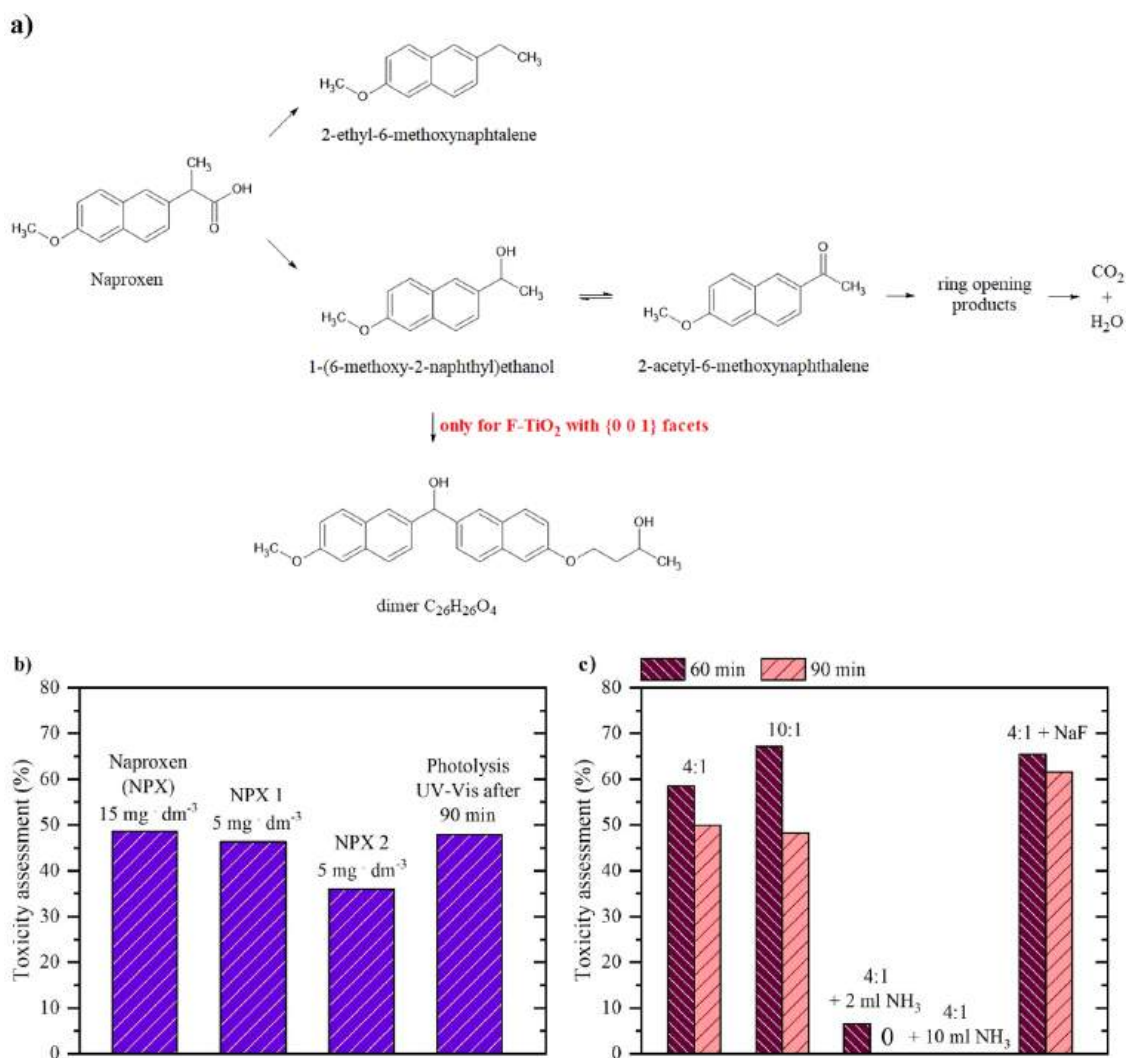 a)
CH₃
H₃C
O
2-ethyl-6-methoxynaphtalene
CH₃
OH
H₃C
O
O
Naproxen
OH
CH₃
H₃C
O
1-(6-methoxy-2-naphthyl)ethanol
O
CH₃
H₃C
O
2-acetyl-6-methoxynaphthalene
ring opening
products
CO₂
+
H₂O
only for F-TiO₂ with {0 0 1} facets
OH
OH
H₃C
O
O
CH₃
dimer C₂₆H₂₆O₄
b)
Toxicity assessment (%)
80
70
60
50
40
30
20
10
0
Naproxen
(NPX)
15 mg · dm⁻³
NPX 1
5 mg · dm⁻³
NPX 2
5 mg · dm⁻³
Photolysis
UV-Vis after
90 min
c)
60 min
90 min
Toxicity assessment (%)
80
70
60
50
40
30
20
10
0
4:1
10:1
4:1
+ 2 ml NH₃
0
4:1
+ 10 ml NH₃
4:1 + NaF